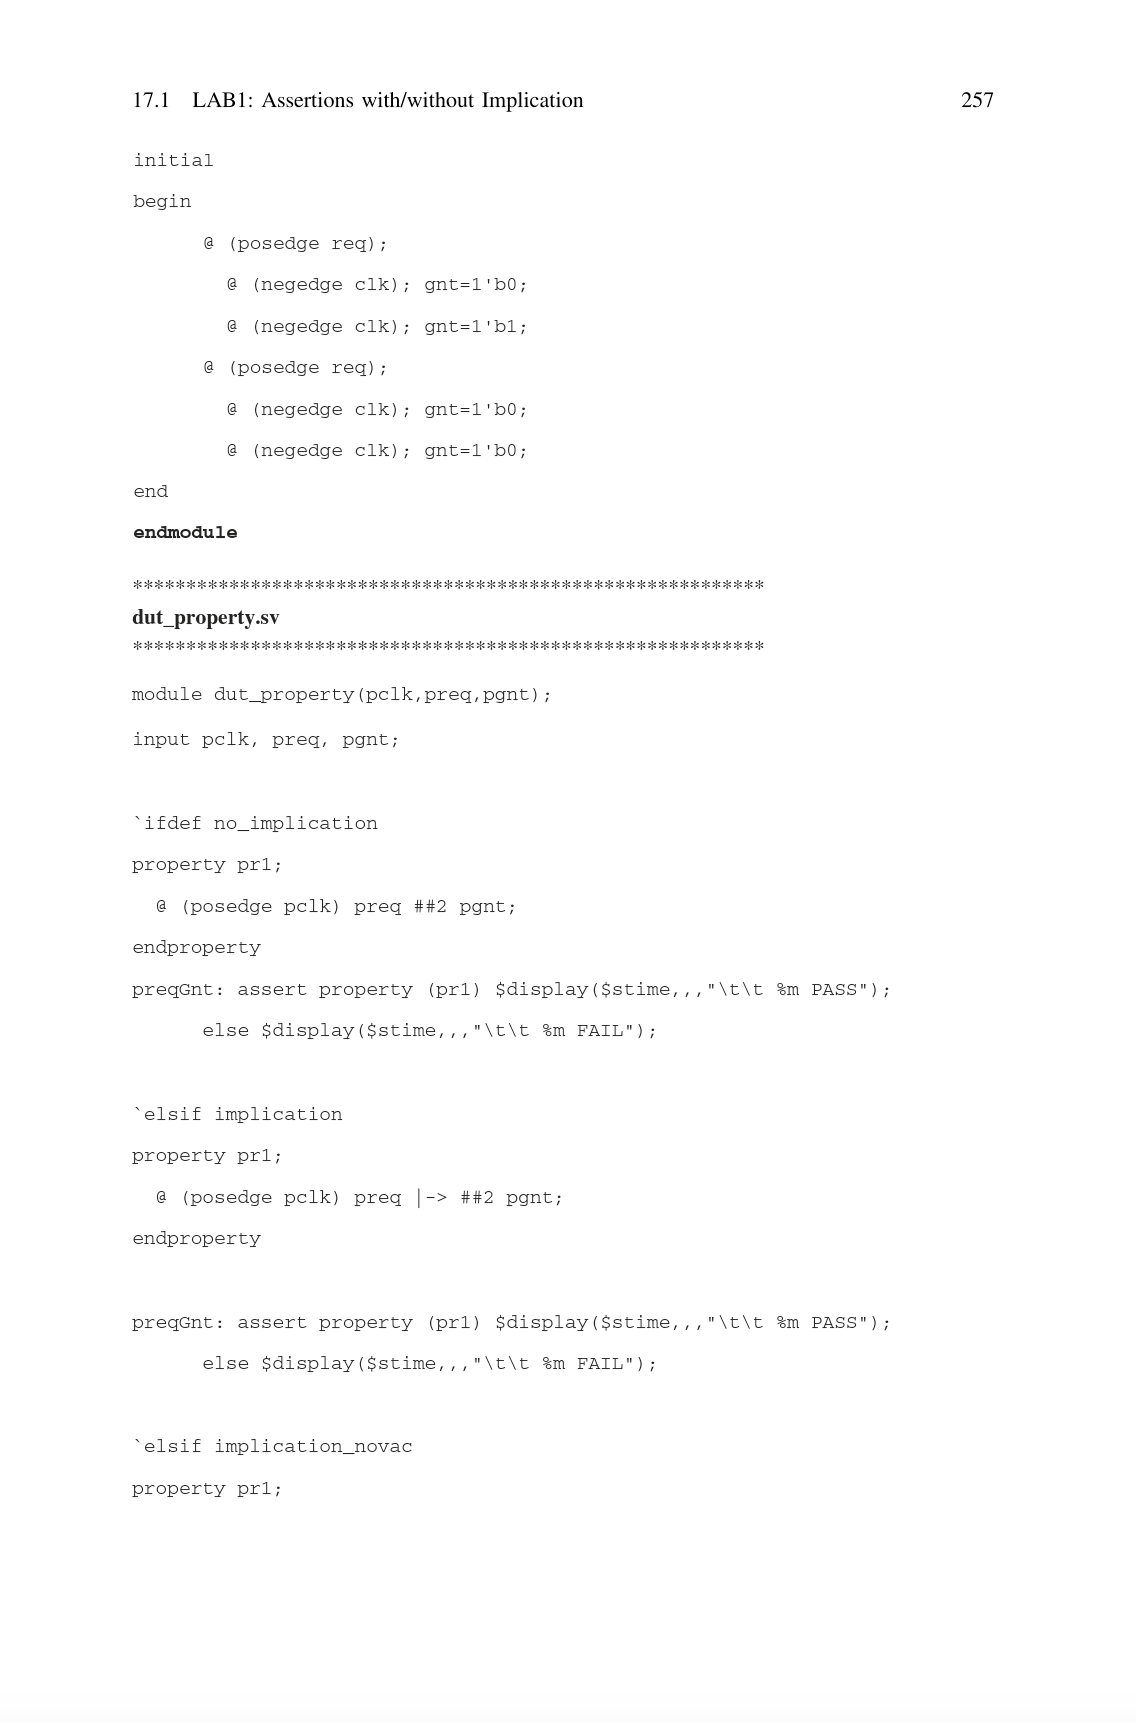 17.1 LAB1: Assertions with/without Implication 257
initial
begin
@ (posedge req);
@ (negedge clk); gnt=1'b0;
@ (negedge clk); gnt=1'b1;
@ (posedge req);
@ (negedge clk); gnt=1'b0;
@ (negedge clk); gnt=1'b0;
end
endmodule
***********************************************************
dut_property.sv
***********************************************************
module dut_property(pclk,preq,pgnt);
input pclk, preq, pgnt;
`ifdef no_implication
property pr1;
@ (posedge pclk) preq ##2 pgnt;
endproperty
preqGnt: assert property (pr1) $display($stime,,,"\t\t %m PASS");
else $display($stime,,,"\t\t %m FAIL");
`elsif implication
property pr1;
@ (posedge pclk) preq |-> ##2 pgnt;
endproperty
preqGnt: assert property (pr1) $display($stime,,,"\t\t %m PASS");
else $display($stime,,,"\t\t %m FAIL");
`elsif implication_novac
property pr1;